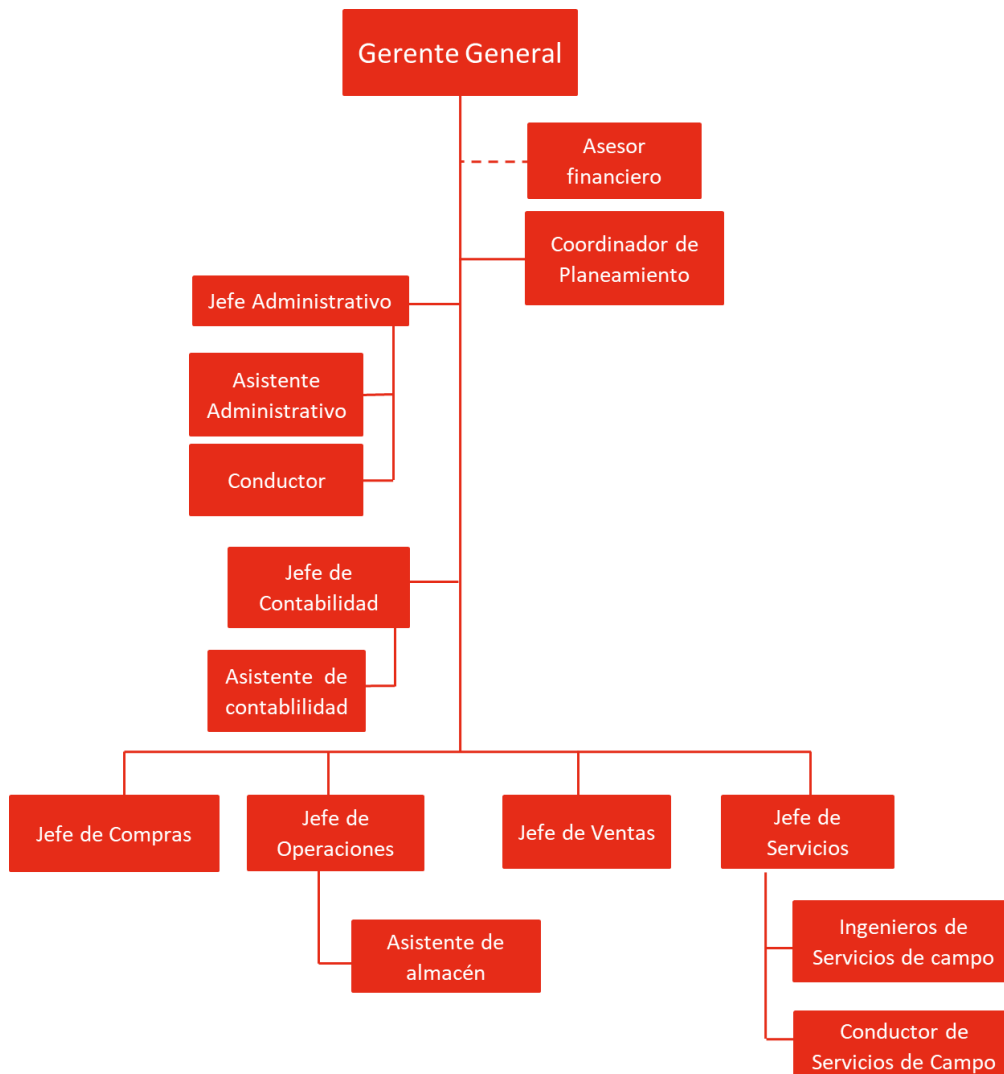 Gerente General
Asesor
financiero
Coordinador de
Planeamiento
Jefe Administrativo
Asistente
Administrativo
Conductor
Jefe de
Contabilidad
Asistente de
contablilidad
Jefe de Compras
Jefe de
Operaciones
Jefe de Ventas
Jefe de
Servicios
Asistente de
almacén
Ingenieros de
Servicios de campo
Conductor de
Servicios de Campo